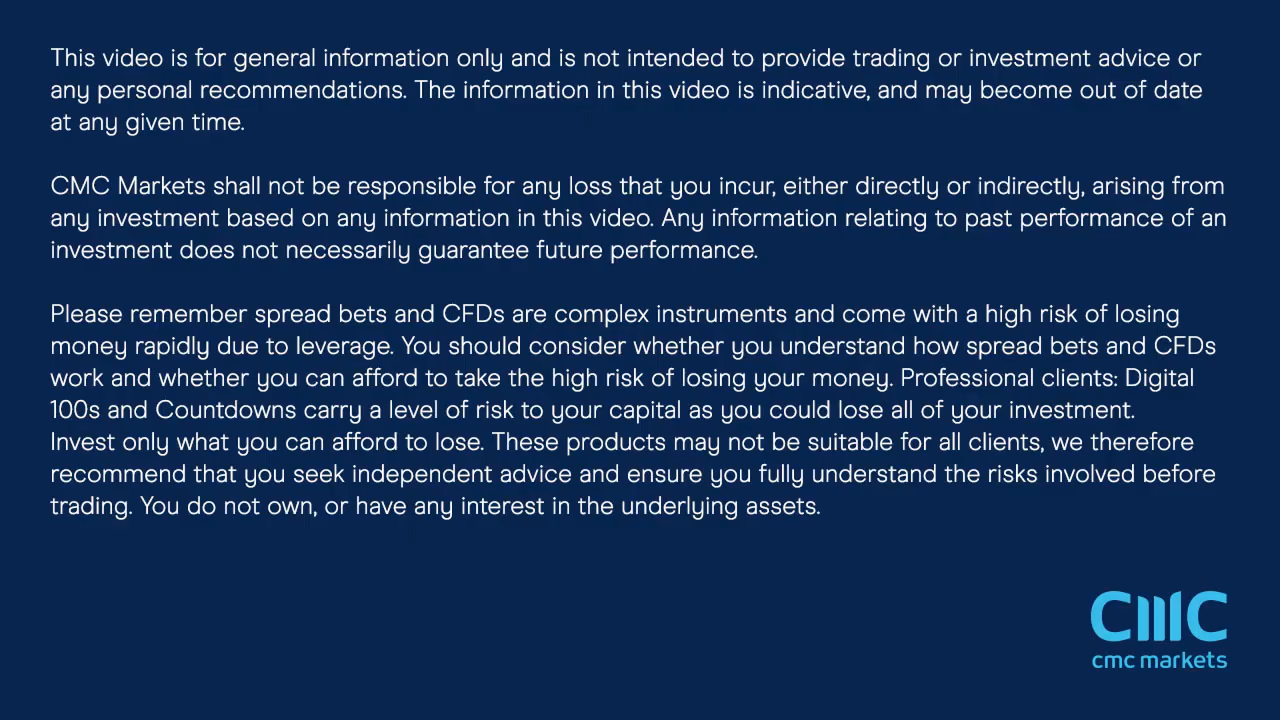 This video is for general information only and is not intended to provide trading or investment advice or
any personal recommendations. The information in this video is indicative, and may become out of date
at any given time.
CMC Markets shall not be responsible for any loss that you incur, either directly or indirectly, arising from
any investment based on any information in this video. Any information relating to past performance of an
investment does not necessarily guarantee future performance.
Please remember spread bets and CFDs are complex instruments and come with a high risk of losing
money rapidly due to leverage. You should consider whether you understand how spread bets and CFDs
work and whether you can afford to take the high risk of losing your money. Professional clients: Digital
100s and Countdowns carry a level of risk to your capital as you could lose all of your investment.
Invest only what you can afford to lose. These products may not be suitable for all clients, we therefore
recommend that you seek independent advice and ensure you fully understand the risks involved before
trading. You do not own, or have any interest in the underlying assets.
CMC
cmc markets